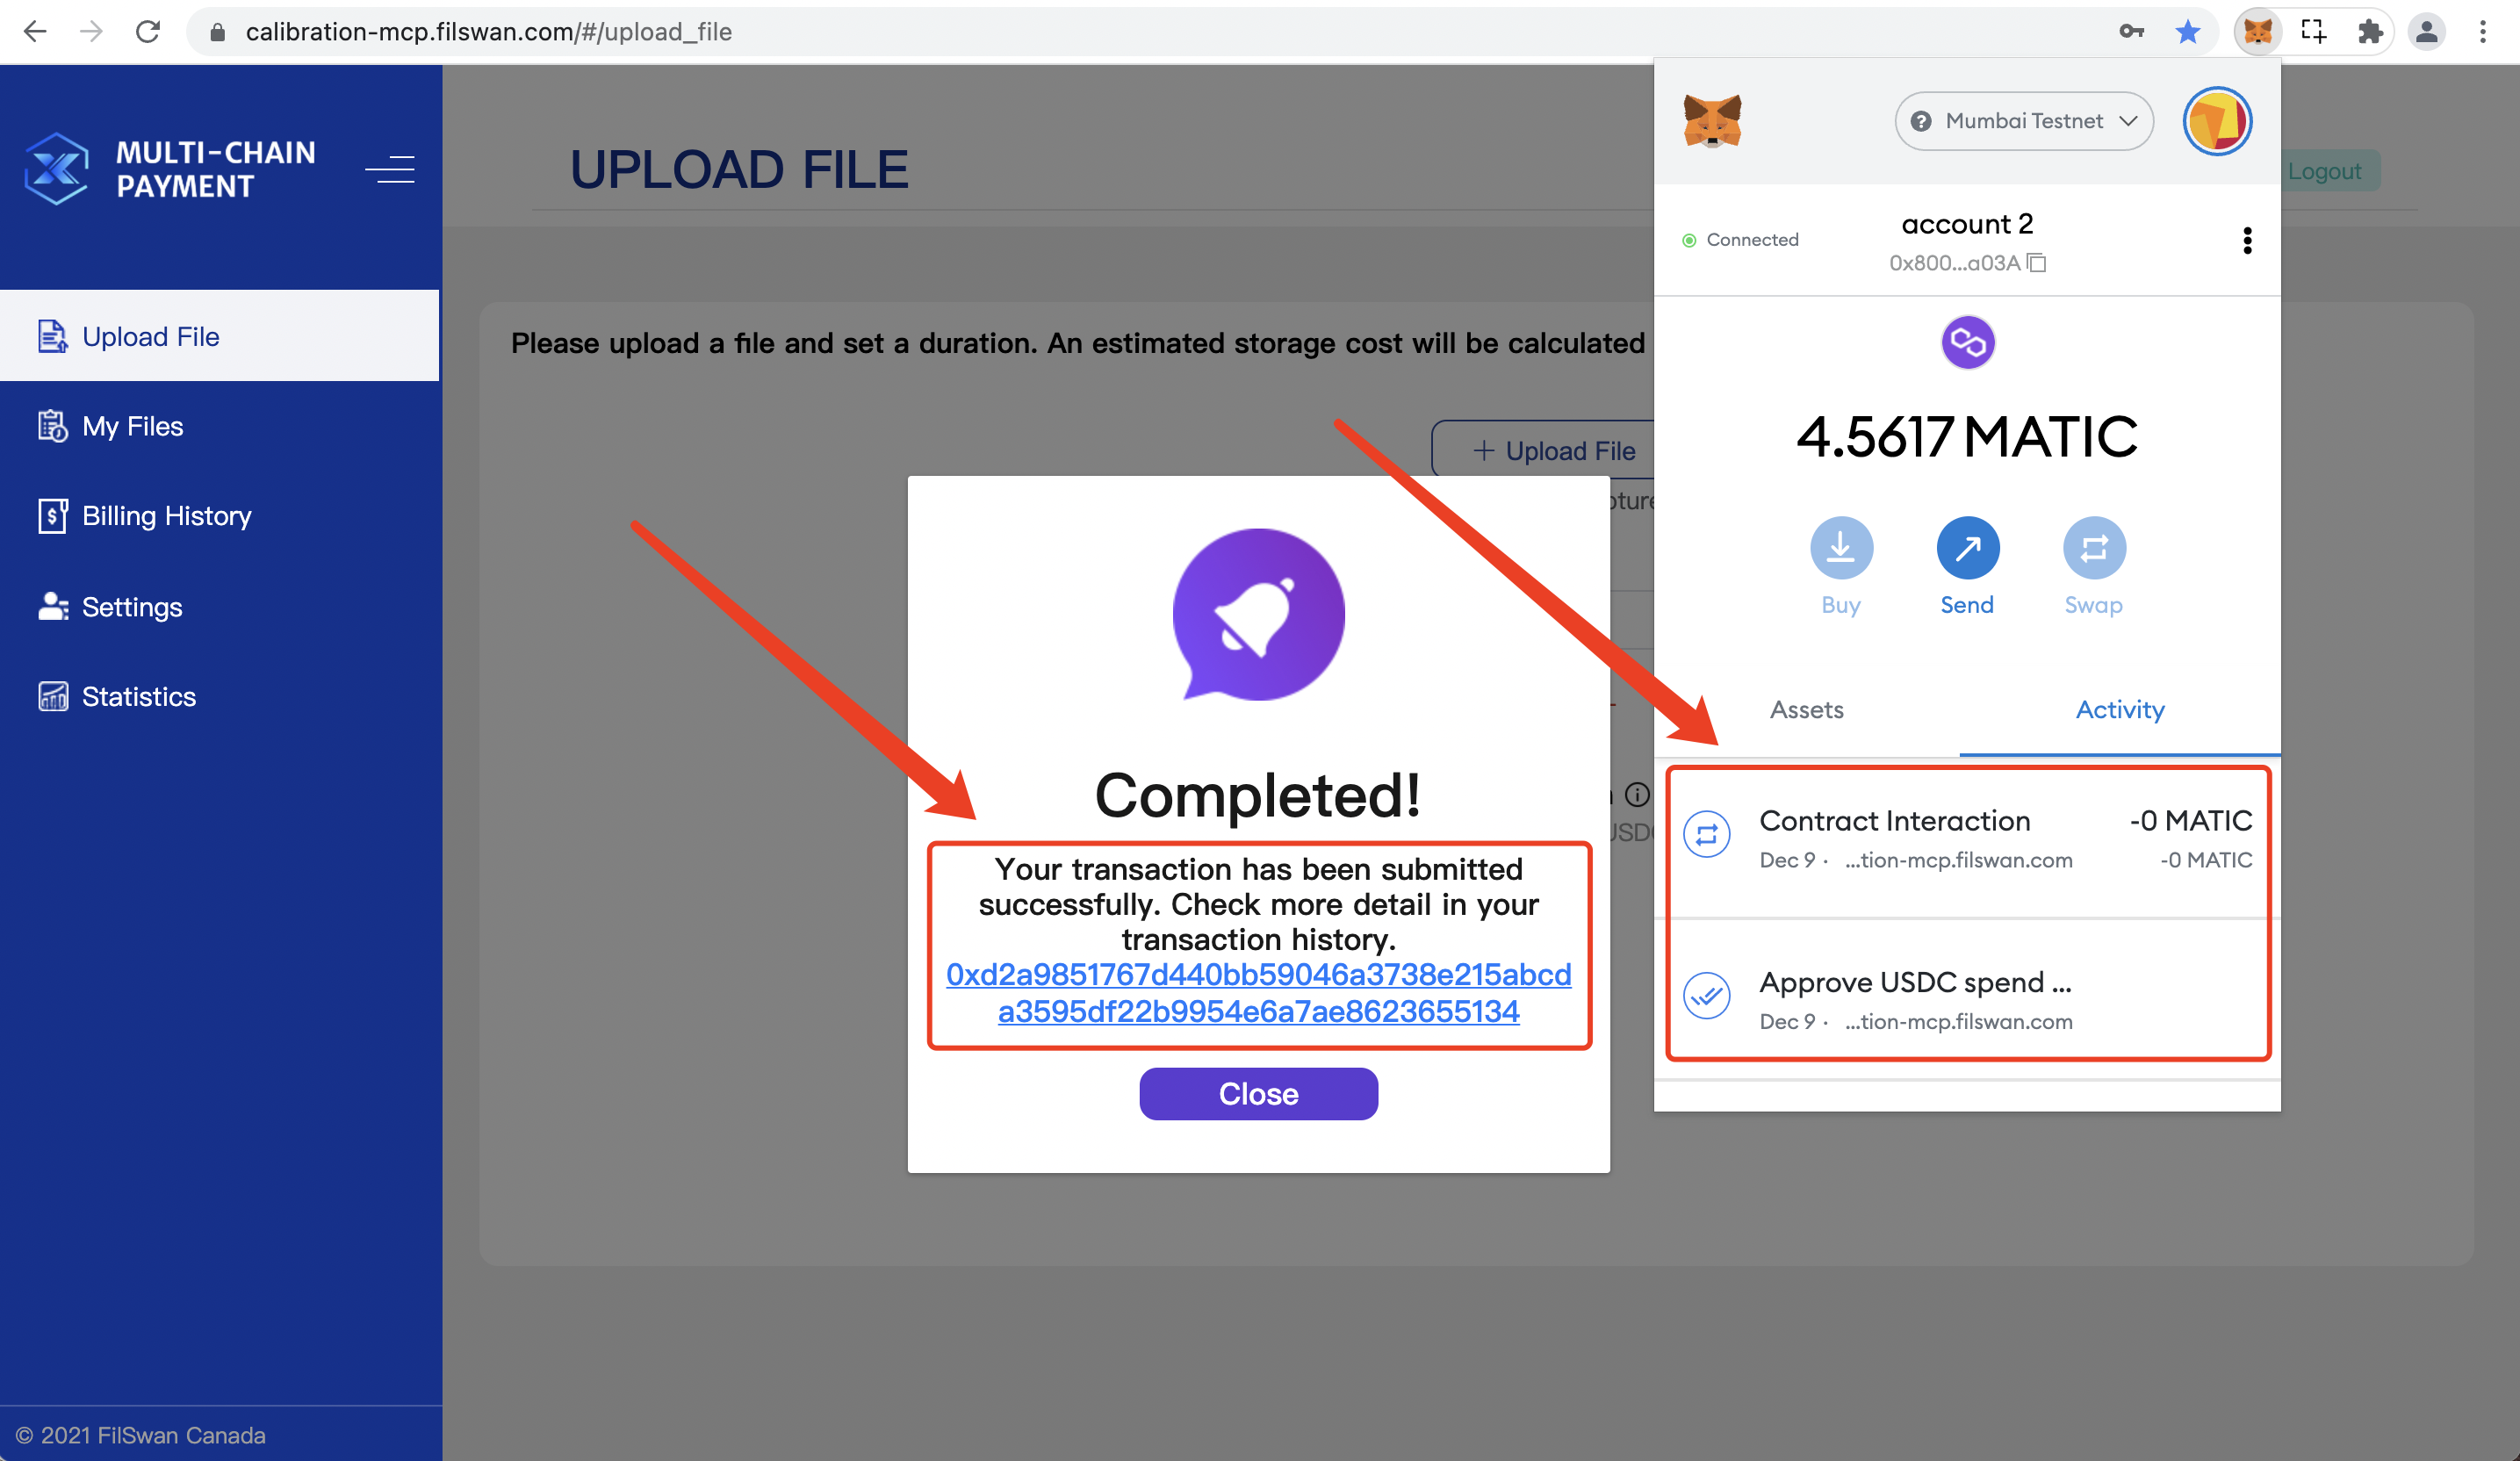 calibration-mcp.filswan.com/#/upload_file
MULTI-CHAIN
PAYMENT
Upload File
My Files
Billing History
Settings
Statistics
© 2021 FilSwan Canada
UPLOAD FILE
Logout
Please upload a file and set a duration. An estimated storage cost will be calculated
+ Upload File
Completed!
Your transaction has been submitted
successfully. Check more detail in your
transaction history.
0xd2a9851767d440bb59046a3738e215abcd
a3595df22b9954e6a7ae8623655134
Close
Mumbai Testnet
Connected
account 2
0x800...a03A
4.5617 MATIC
Buy
Send
Swap
Assets
Activity
Contract Interaction -0 MATIC
Dec 9 · ...tion-mcp.filswan.com -0 MATIC
Approve USDC spend ...
Dec 9 · ...tion-mcp.filswan.com